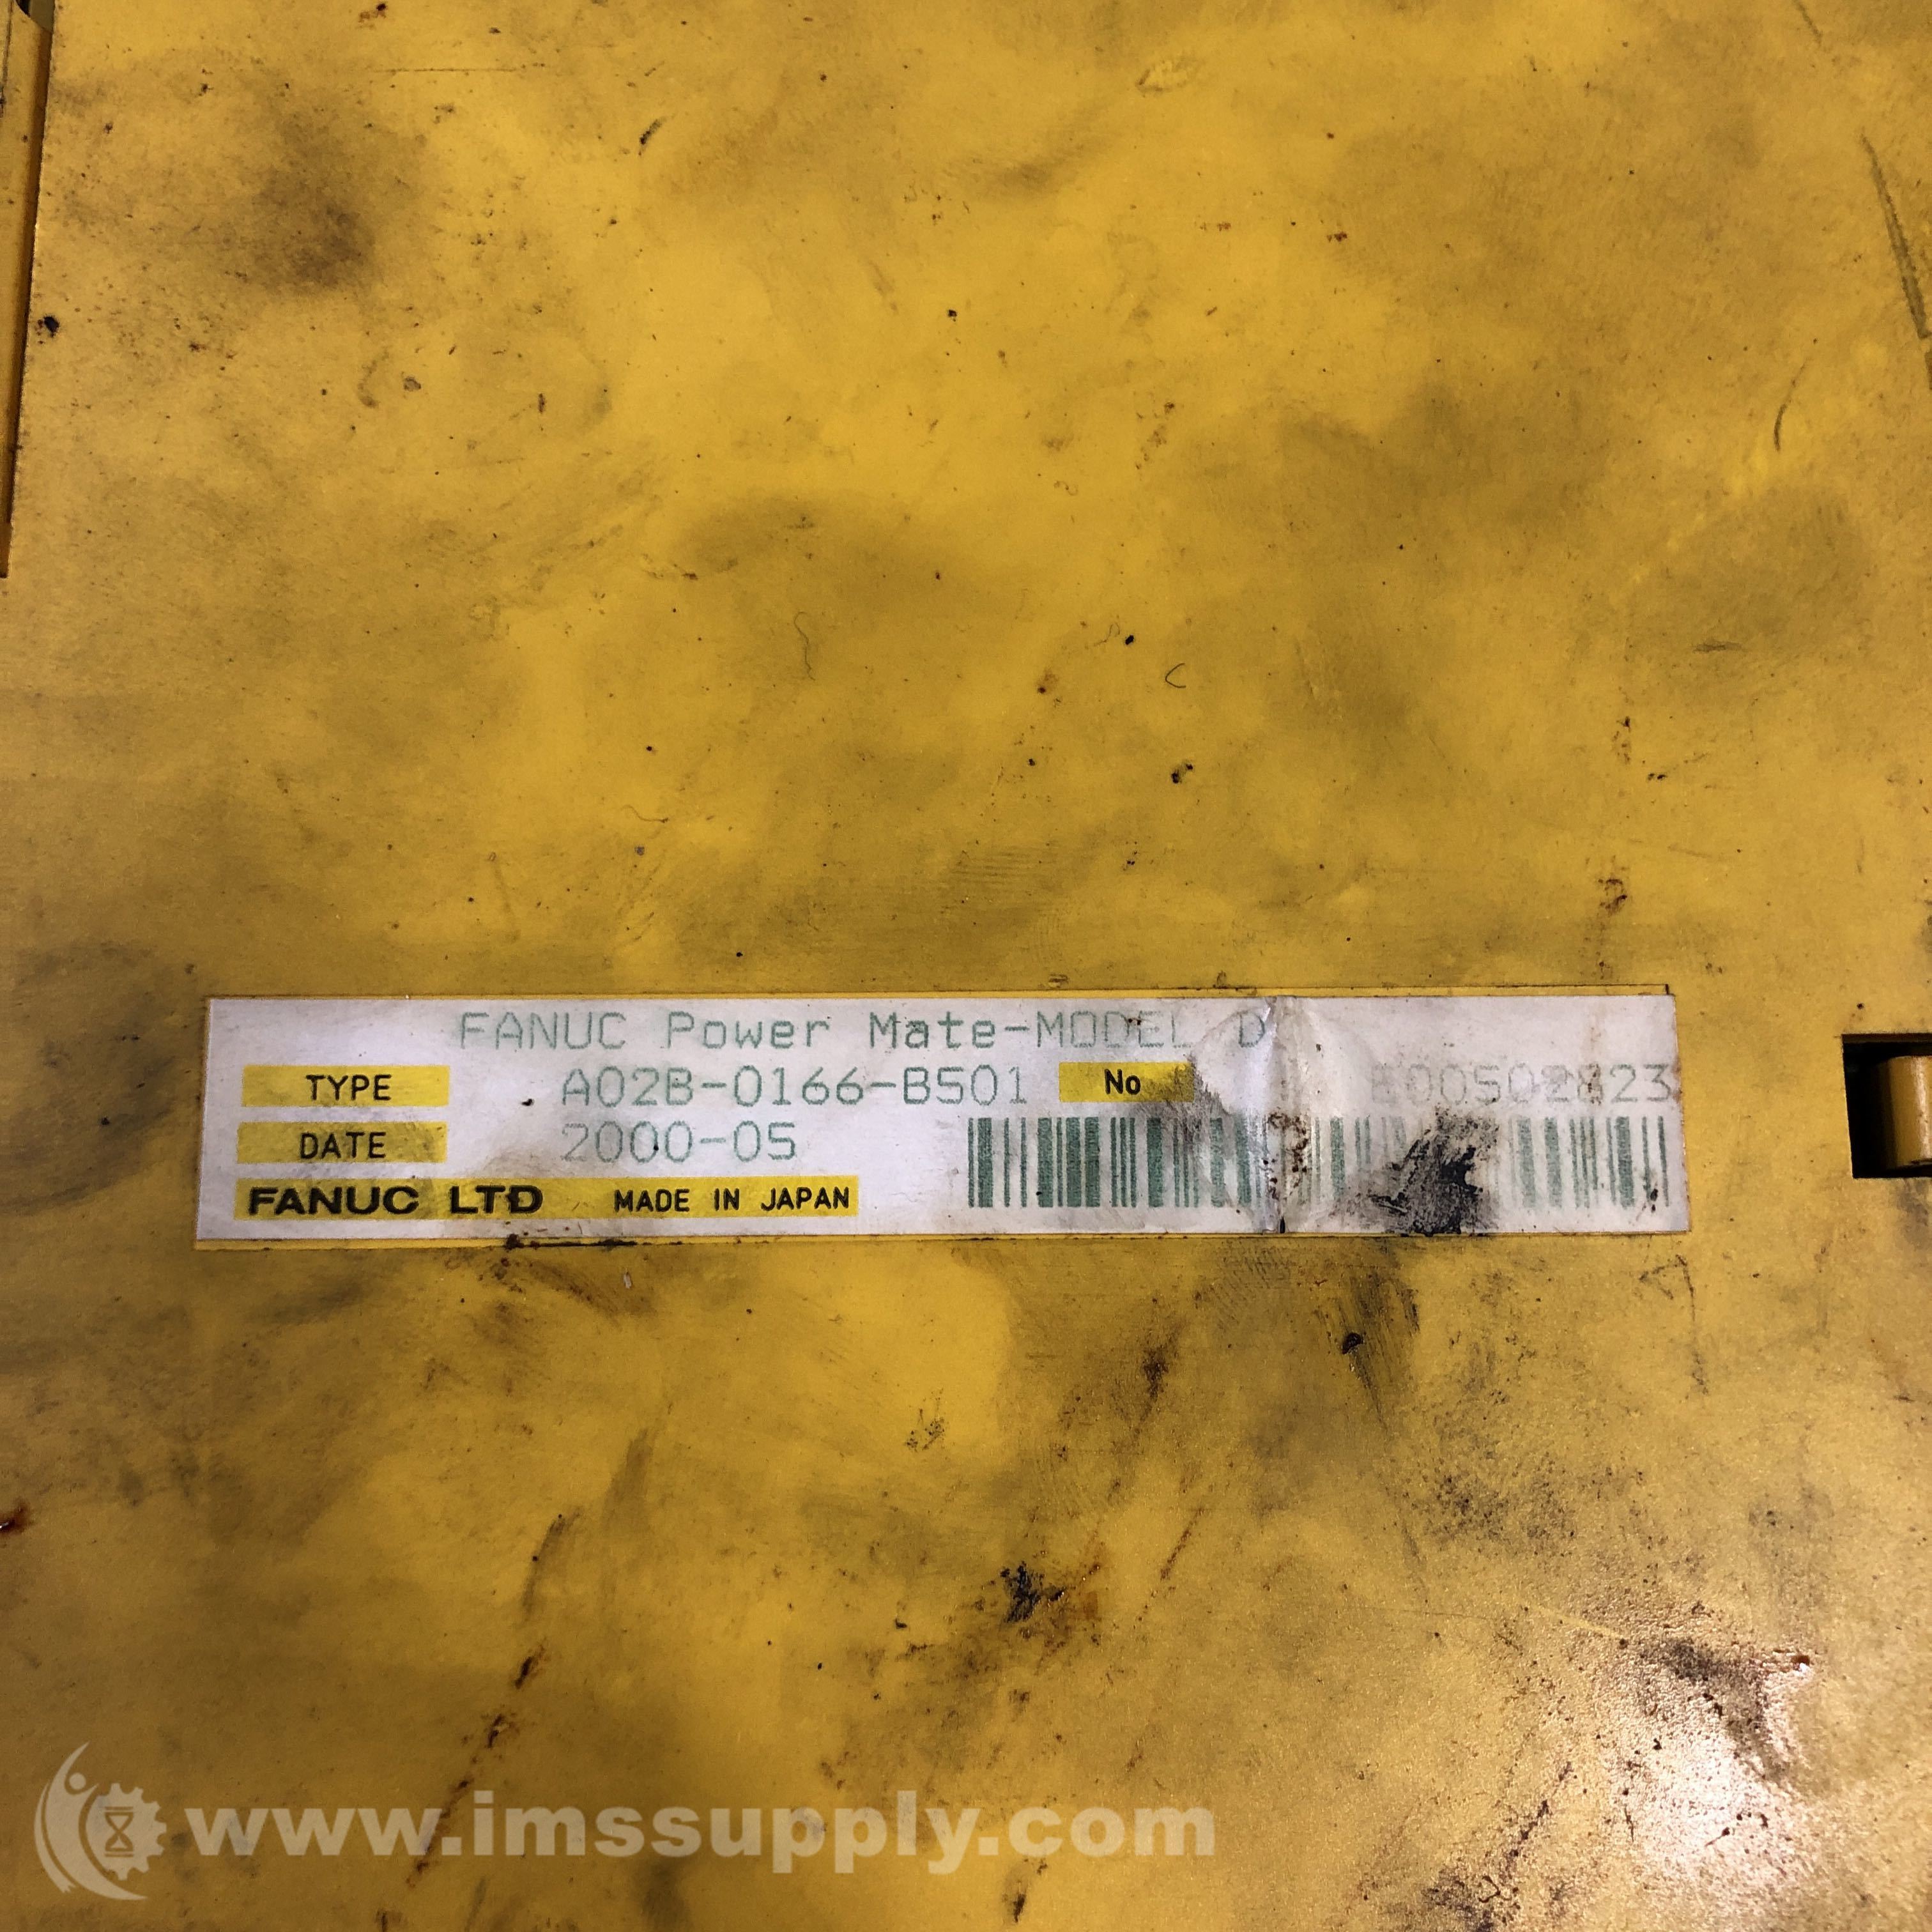 FANUC Power Mate-MODEL D
TYPE A02B-0166-B501 No
DATE 2000-05
FANUC LTD MADE IN JAPAN
www.imssupply.com